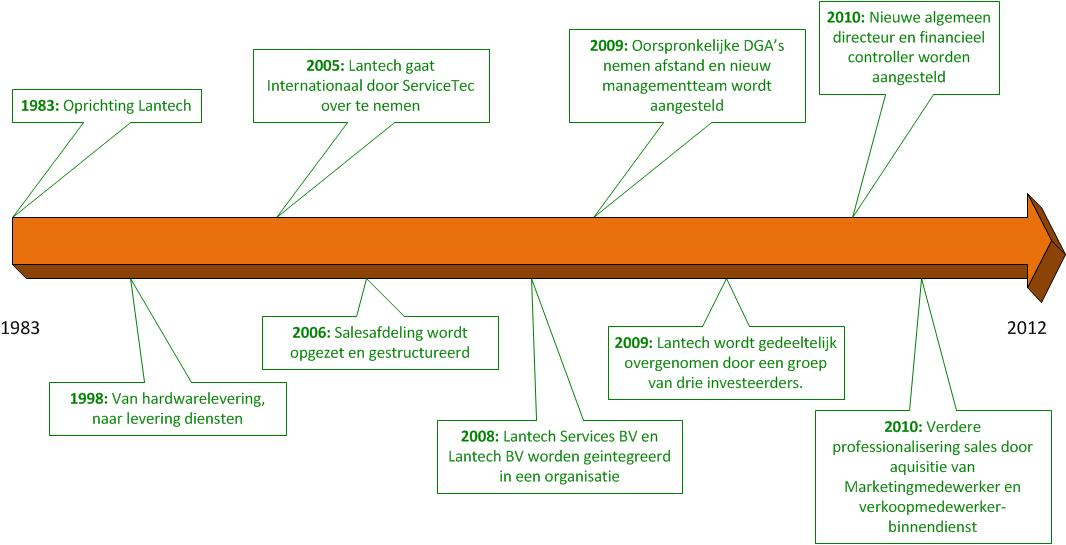 1983: Oprichting Lantech
2005: Lantech gaat
Internationaal door ServiceTec
over te nemen
2009: Oorspronkelijke DGA's
nemen afstand en nieuw
managementteam wordt
aangesteld
2010: Nieuwe algemeen
directeur en financieel
controller worden
aangesteld
1983
2012
1998: Van hardwarelevering,
naar levering diensten
2006: Salesafdeling wordt
opgezet en gestructureerd
2008: Lantech Services BV en
Lantech BV worden geintegreerd
in een organisatie
2009: Lantech wordt gedeeltelijk
overgenomen door een groep
van drie investeerders.
2010: Verdere
professionalisering sales door
aquisitie van
Marketingmedewerker en
verkoopmedewerker-
binnendienst